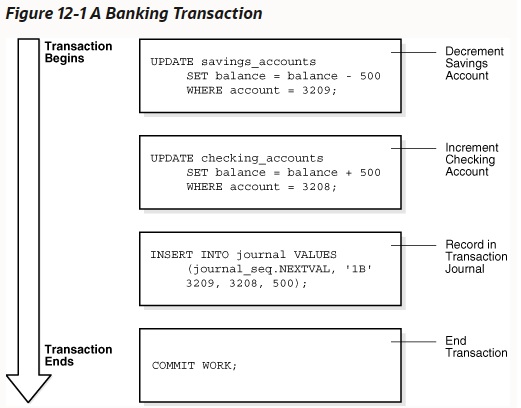 Figure 12-1 A Banking Transaction
Transaction
Begins
UPDATE savings_accounts
SET balance = balance - 500
WHERE account = 3209;
Decrement
Savings
Account
UPDATE checking_accounts
SET balance = balance + 500
WHERE account = 3208;
Increment
Checking
Account
INSERT INTO journal VALUES
(journal_seq.NEXTVAL, '1B'
3209, 3208, 500);
Record in
Transaction
Journal
Transaction
Ends
COMMIT WORK;
End
Transaction